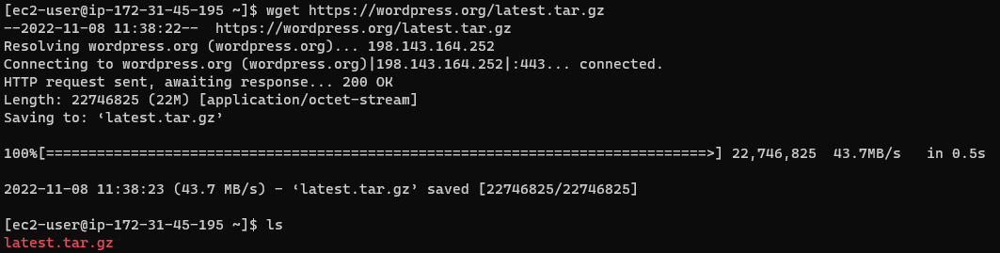 [ec2-user@ip-172-31-45-195 ~]$ wget https://wordpress.org/latest.tar.gz
--2022-11-08 11:38:22--  https://wordpress.org/latest.tar.gz
Resolving wordpress.org (wordpress.org)... 198.143.164.252
Connecting to wordpress.org (wordpress.org)|198.143.164.252|:443... connected.
HTTP request sent, awaiting response... 200 OK
Length: 22746825 (22M) [application/octet-stream]
Saving to: ‘latest.tar.gz’
100%[==============================================================================>] 22,746,825  43.7MB/s   in 0.5s
2022-11-08 11:38:23 (43.7 MB/s) - ‘latest.tar.gz’ saved [22746825/22746825]
[ec2-user@ip-172-31-45-195 ~]$ ls
latest.tar.gz